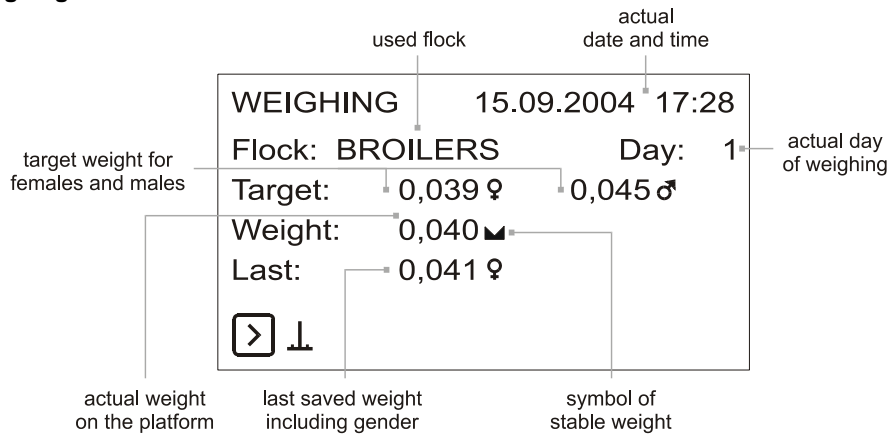 actual
date and time
used flock
WEIGHING 15.09.2004 17:28
Flock: BROILERS Day: 1
actual day
of weighing
target weight for
females and males
Target: 0,039 ♀ 0,045 ♂
Weight: 0,040
Last: 0,041 ♀
>
actual weight
on the platform
last saved weight
including gender
symbol of
stable weight